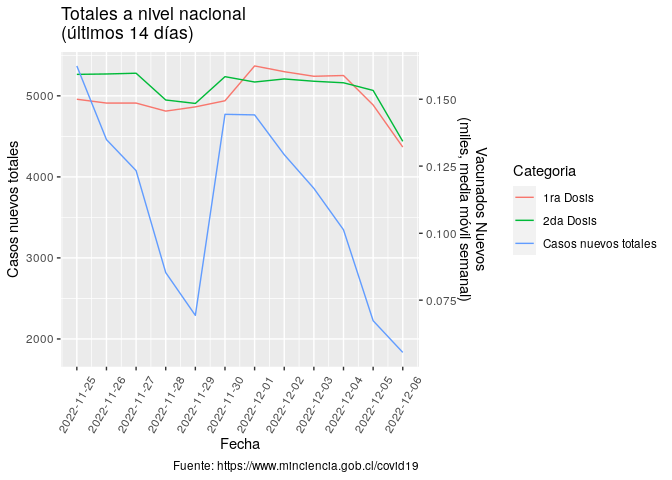 Totales a nivel nacional
(últimos 14 días)
Casos nuevos totales
5000
4000
3000
2000
0.150
0.125
0.100
0.075
Vacunados Nuevos
(miles, media móvil semanal)
2022-11-25
2022-11-26
2022-11-27
2022-11-28
2022-11-29
2022-11-30
2022-12-01
2022-12-02
2022-12-03
2022-12-04
2022-12-05
2022-12-06
Fecha
Categoria
1ra Dosis
2da Dosis
Casos nuevos totales
Fuente: https://www.minciencia.gob.cl/covid19